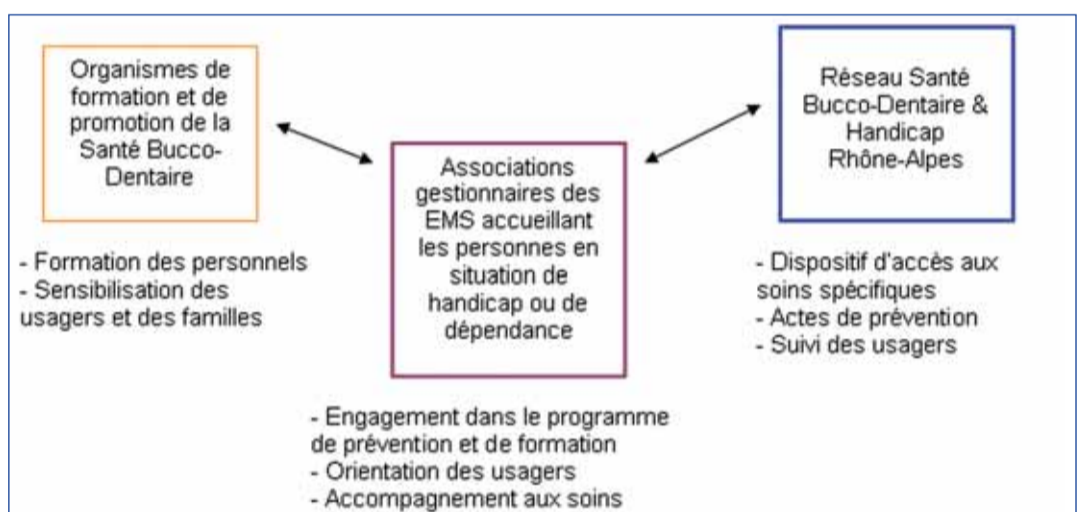 Organismes de
formation et de
promotion de la
Santé Bucco-
Dentaire
- Formation des personnels
- Sensibilisation des
usagers et des familles
Associations
gestionnaires des
EMS accueillant
les personnes en
situation de
handicap ou de
dépendance
- Engagement dans le programme
de prévention et de formation
- Orientation des usagers
- Accompagnement aux soins
Réseau Santé
Bucco-Dentaire &
Handicap
Rhône-Alpes
- Dispositif d'accès aux
soins spécifiques
- Actes de prévention
- Suivi des usagers